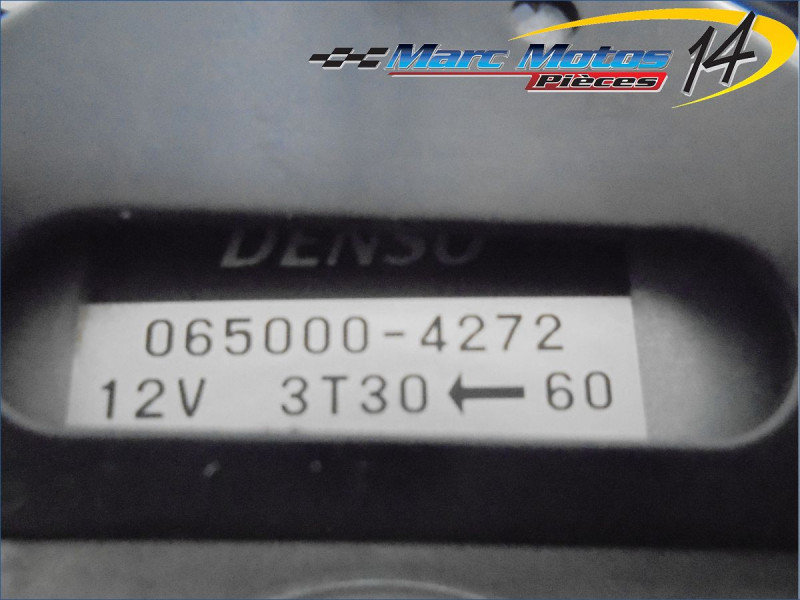 Marc Motos 14
Pièces
DENSO
065000-4272
12V 3T30 ← 60